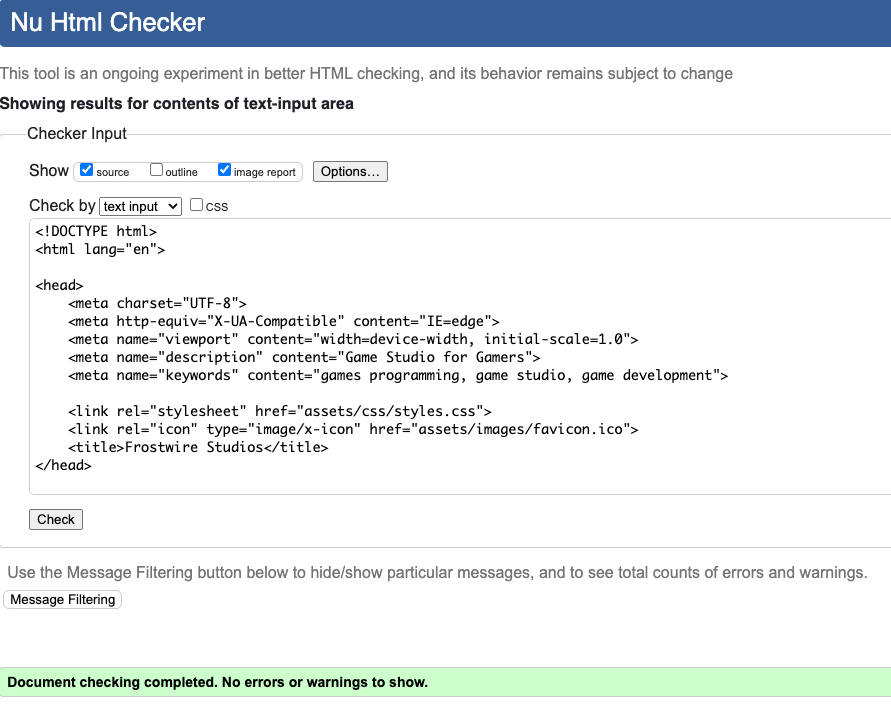 Nu Html Checker
This tool is an ongoing experiment in better HTML checking, and its behavior remains subject to change
Showing results for contents of text-input area
Checker Input
Show source outline image report Options...
Check by text input CSS
<!DOCTYPE html>
<html lang="en">
<head>
    <meta charset="UTF-8">
    <meta http-equiv="X-UA-Compatible" content="IE=edge">
    <meta name="viewport" content="width=device-width, initial-scale=1.0">
    <meta name="description" content="Game Studio for Gamers">
    <meta name="keywords" content="games programming, game studio, game development">
    <link rel="stylesheet" href="assets/css/styles.css">
    <link rel="icon" type="image/x-icon" href="assets/images/favicon.ico">
    <title>Frostwire Studios</title>
</head>
Check
Use the Message Filtering button below to hide/show particular messages, and to see total counts of errors and warnings.
Message Filtering
Document checking completed. No errors or warnings to show.